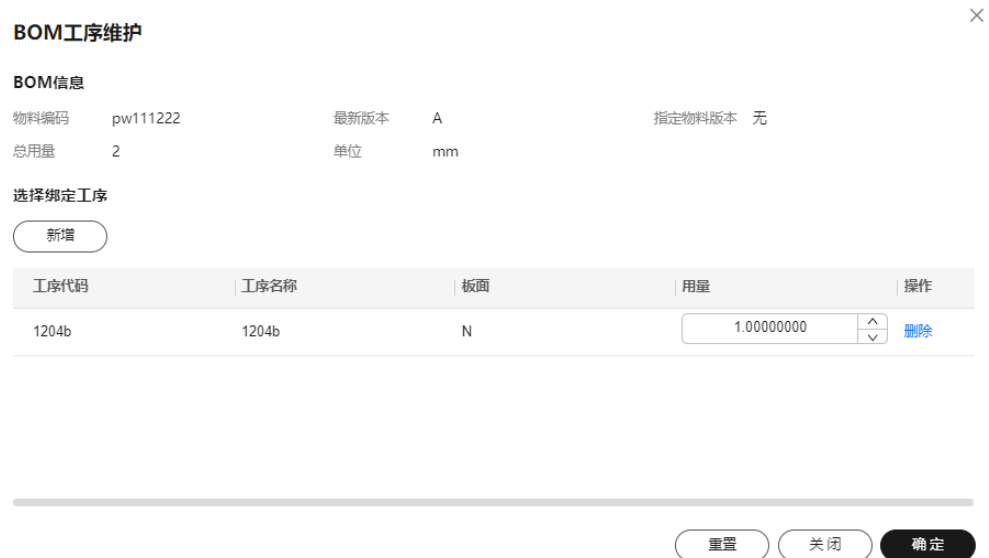 BOM工序维护
BOM信息
物料编码 pw111222 最新版本 A 指定物料版本 无
总用量 2 单位 mm
选择绑定工序
新增
工序代码 工序名称 板面 用量 操作
1204b 1204b N 1.00000000 删除
重置 关闭 确定